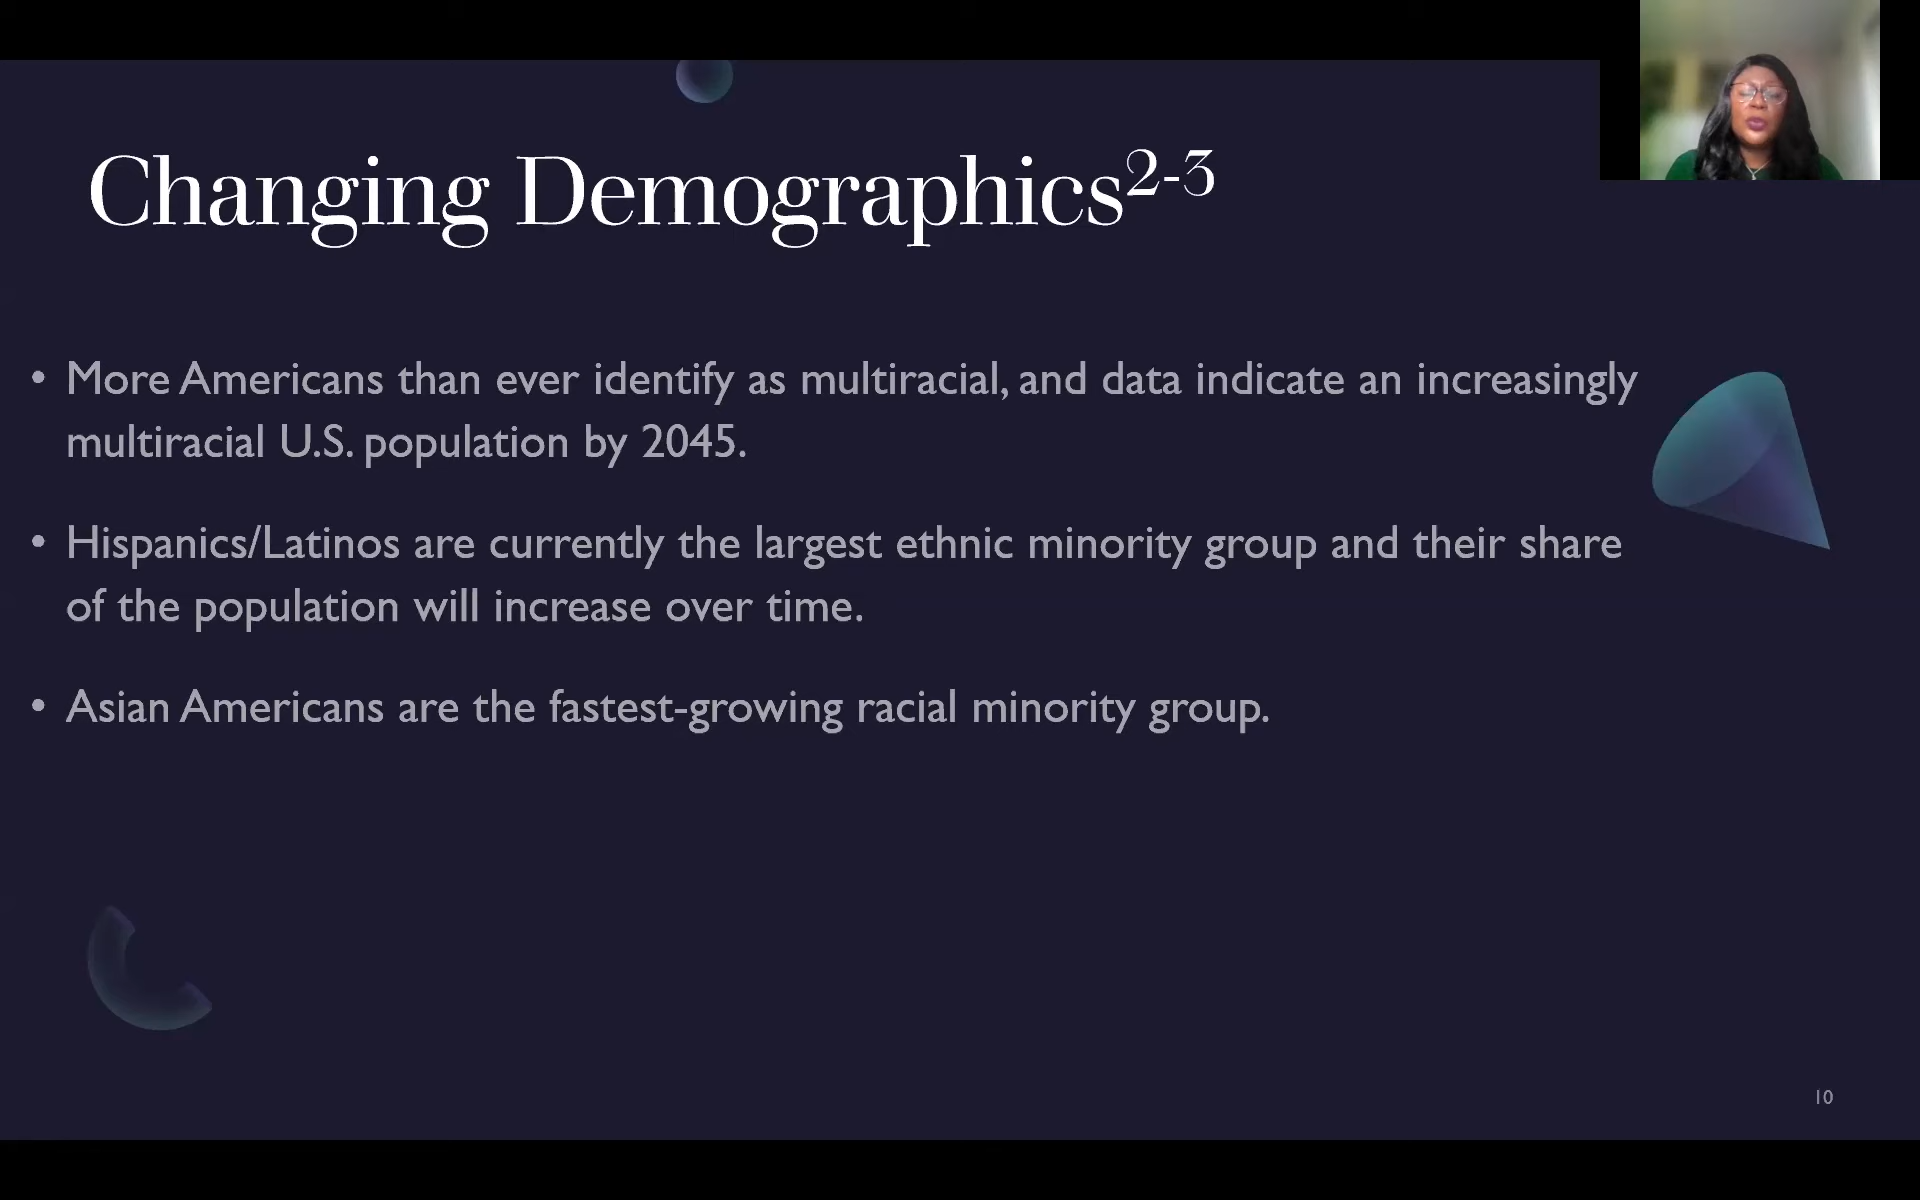 Changing Demographics2-3
• More Americans than ever identify as multiracial, and data indicate an increasingly
multiracial U.S. population by 2045.
• Hispanics/Latinos are currently the largest ethnic minority group and their share
of the population will increase over time.
• Asian Americans are the fastest-growing racial minority group.
10